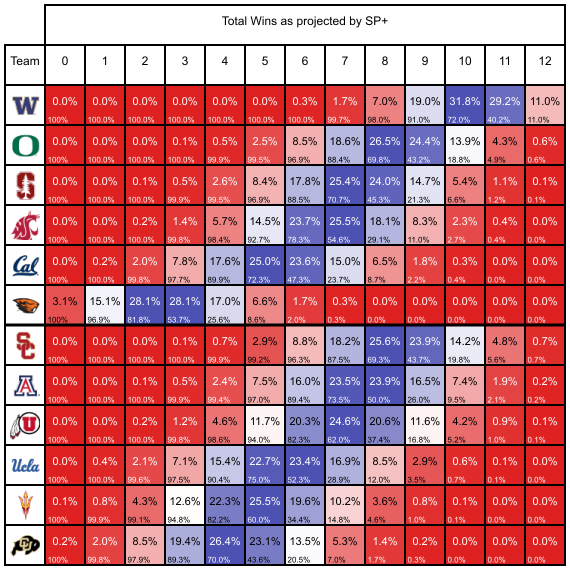 Total Wins as projected by SP+
Team 0 1 2 3 4 5 6 7 8 9 10 11 12
W 0.0% 0.0% 0.0% 0.0% 0.0% 0.0% 0.3% 1.7% 7.0% 19.0% 31.8% 29.2% 11.0%
100% 100.0% 100.0% 100.0% 100.0% 100.0% 100.0% 99.7% 98.0% 91.0% 72.0% 40.2% 11.0%
O 0.0% 0.0% 0.0% 0.1% 0.5% 2.5% 8.5% 18.6% 26.5% 24.4% 13.9% 4.3% 0.6%
100% 100.0% 100.0% 100.0% 99.9% 99.5% 96.9% 88.4% 69.8% 43.2% 18.8% 4.9% 0.6%
S 0.0% 0.0% 0.1% 0.5% 2.6% 8.4% 17.8% 25.4% 24.0% 14.7% 5.4% 1.1% 0.1%
100% 100.0% 100.0% 99.9% 99.5% 96.9% 88.5% 70.7% 45.3% 21.3% 6.6% 1.2% 0.1%
0.0% 0.0% 0.2% 1.4% 5.7% 14.5% 23.7% 25.5% 18.1% 8.3% 2.3% 0.4% 0.0%
100% 100.0% 100.0% 99.8% 98.4% 92.7% 78.3% 54.6% 29.1% 11.0% 2.7% 0.4% 0.0%
Cal 0.0% 0.2% 2.0% 7.8% 17.6% 25.0% 23.6% 15.0% 6.5% 1.8% 0.3% 0.0% 0.0%
100% 100.0% 99.8% 97.7% 89.9% 72.3% 47.3% 23.7% 8.7% 2.2% 0.4% 0.0% 0.0%
3.1% 15.1% 28.1% 28.1% 17.0% 6.6% 1.7% 0.3% 0.0% 0.0% 0.0% 0.0% 0.0%
100% 96.9% 81.8% 53.7% 25.6% 8.6% 2.0% 0.3% 0.0% 0.0% 0.0% 0.0% 0.0%
SC 0.0% 0.0% 0.0% 0.1% 0.7% 2.9% 8.8% 18.2% 25.6% 23.9% 14.2% 4.8% 0.7%
100% 100.0% 100.0% 100.0% 99.9% 99.2% 96.3% 87.5% 69.3% 43.7% 19.8% 5.6% 0.7%
A 0.0% 0.0% 0.1% 0.5% 2.4% 7.5% 16.0% 23.5% 23.9% 16.5% 7.4% 1.9% 0.2%
100% 100.0% 100.0% 99.9% 99.4% 97.0% 89.4% 73.5% 50.0% 26.0% 9.5% 2.1% 0.2%
U 0.0% 0.0% 0.2% 1.2% 4.6% 11.7% 20.3% 24.6% 20.6% 11.6% 4.2% 0.9% 0.1%
100% 100.0% 100.0% 99.8% 98.6% 94.0% 82.3% 62.0% 37.4% 16.8% 5.2% 1.0% 0.1%
Ucla 0.0% 0.4% 2.1% 7.1% 15.4% 22.7% 23.4% 16.9% 8.5% 2.9% 0.6% 0.1% 0.0%
100% 100.0% 99.6% 97.5% 90.4% 75.0% 52.3% 28.9% 12.0% 3.5% 0.7% 0.1% 0.0%
0.1% 0.8% 4.3% 12.6% 22.3% 25.5% 19.6% 10.2% 3.6% 0.8% 0.1% 0.0% 0.0%
100% 99.9% 99.1% 94.8% 82.2% 60.0% 34.4% 14.8% 4.6% 1.0% 0.1% 0.0% 0.0%
CU 0.2% 2.0% 8.5% 19.4% 26.4% 23.1% 13.5% 5.3% 1.4% 0.2% 0.0% 0.0% 0.0%
100% 99.8% 97.9% 89.3% 70.0% 43.6% 20.5% 7.0% 1.7% 0.3% 0.0% 0.0% 0.0%